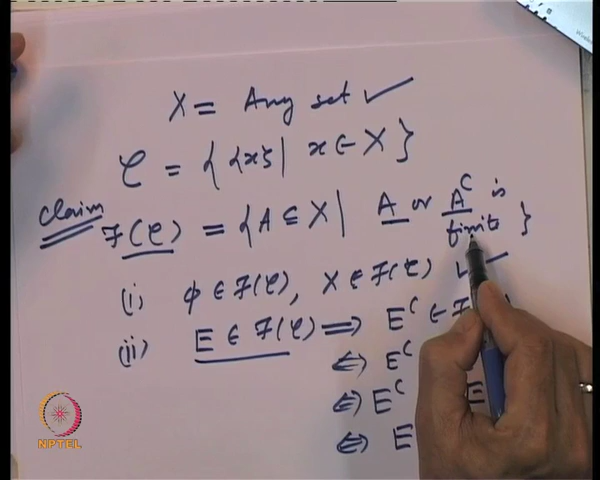 X = Any set ✓
C = { {x} | x ∈ X }
Claim
F(C) = { A ⊆ X | A or A^C is finite }
(i) φ ∈ F(C), X ∈ F(C) ✓
(ii) E ∈ F(C) ⟹ E^C ∈ F
⇔ E^C
⇔ E^C E
⇔ E
NPTEL